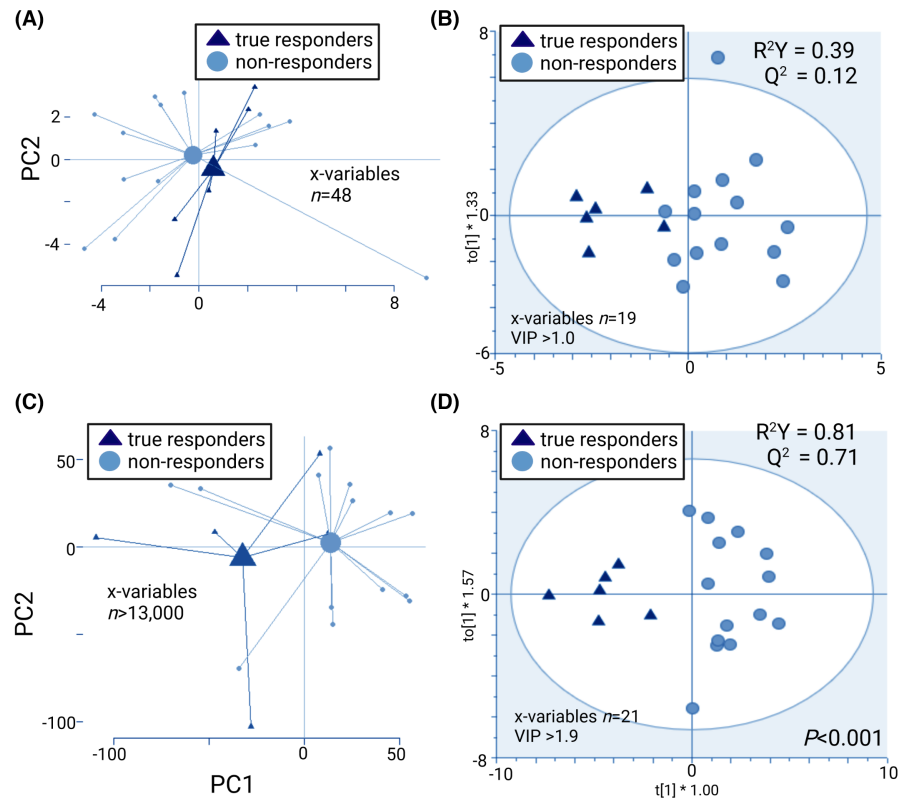 (A)
true responders
non-responders
PC2
2
0
-4
-4
0
8
x-variables
n=48
(B)
true responders
non-responders
R²Y = 0.39
Q² = 0.12
8
0
-6
to[1] * 1.33
x-variables n=19
VIP >1.0
-5
0
5
(C)
true responders
non-responders
PC2
50
0
-100
x-variables
n>13,000
-100
0
50
PC1
(D)
true responders
non-responders
R²Y = 0.81
Q² = 0.71
8
0
-8
to[1] * 1.57
x-variables n=21
VIP >1.9
P<0.001
-10
0
10
t[1] * 1.00